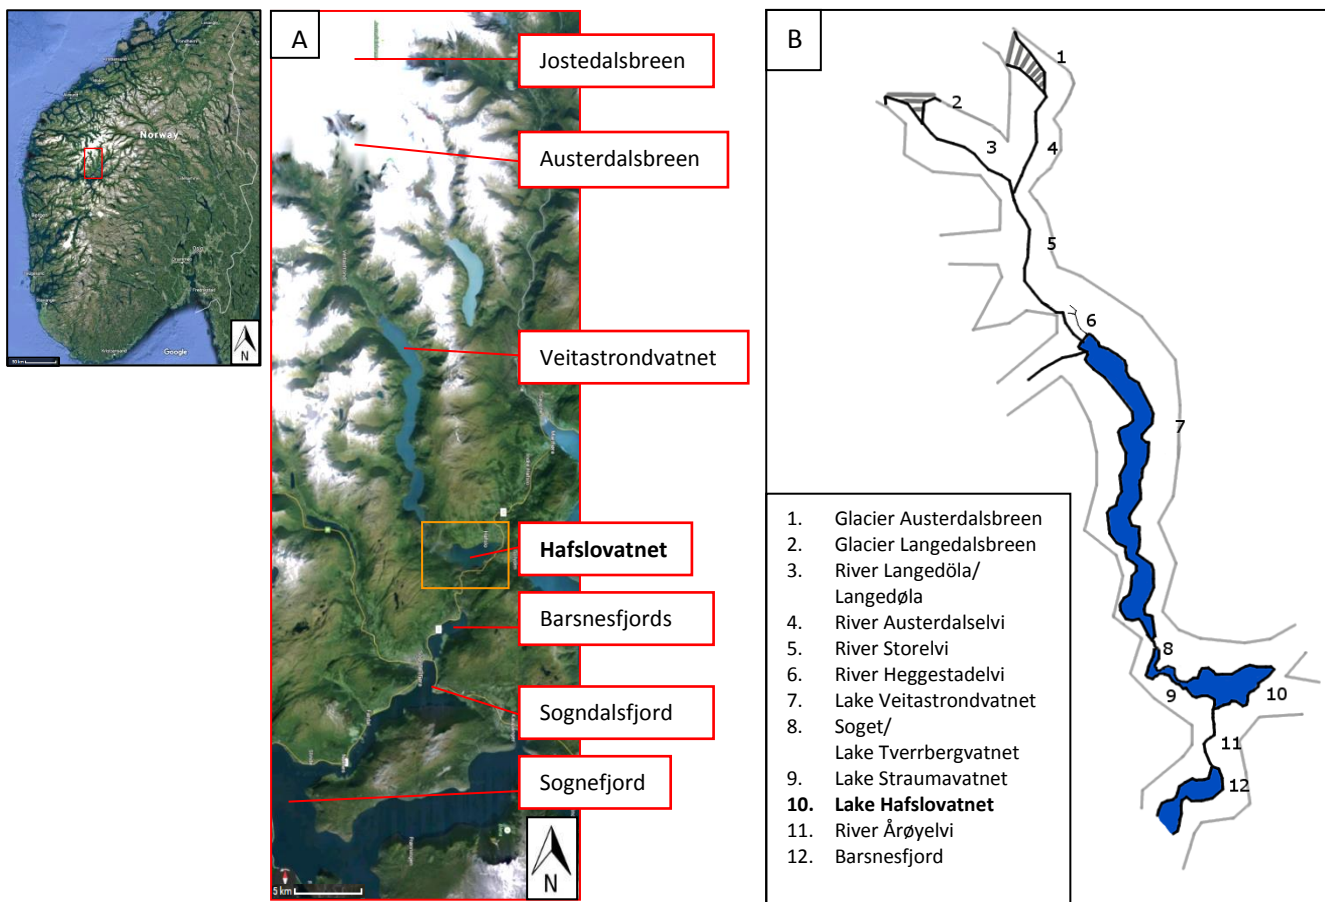 Norway
Google
N
A
Jostedalsbreen
Austerdalsbreen
Veitastrondvatnet
Hafslovatnet
Barsnesfjords
Sogndalsfjord
Sognefjord
5 km
N
B
1
2
3
4
5
6
7
8
9
10
11
12
1. Glacier Austerdalsbreen
2. Glacier Langedalsbreen
3. River Langedöla/
Langedøla
4. River Austerdalselvi
5. River Storelvi
6. River Heggestadelvi
7. Lake Veitastrondvatnet
8. Soget/
Lake Tverrbergvatnet
9. Lake Straumavatnet
10. Lake Hafslovatnet
11. River Årøyelvi
12. Barsnesfjord